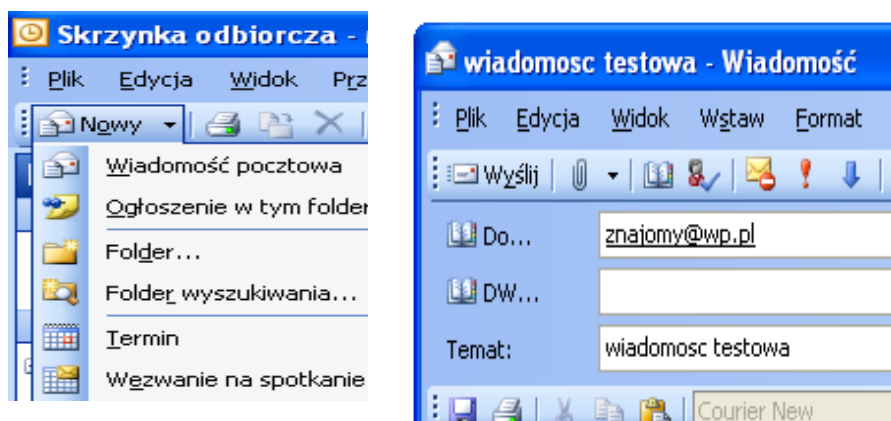 Skrzynka odbiorcza -
Plik Edycja Widok Prz
Nowy
Wiadomość pocztowa
Ogłoszenie w tym folder
Folder...
Folder wyszukiwania...
Termin
Wezwanie na spotkanie
wiadomosc testowa - Wiadomość
Plik Edycja Widok Wstaw Format
Wyślij
Do... znajomy@wp.pl
DW...
Temat: wiadomosc testowa
Courier New